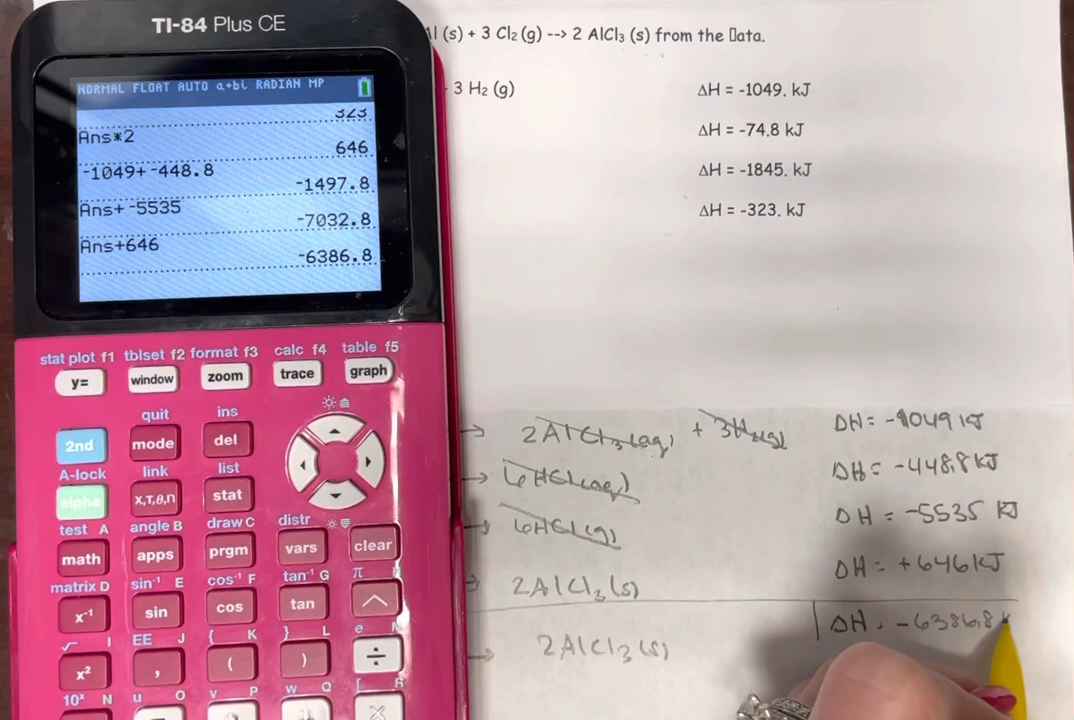 TI-84 Plus CE
NORMAL FLOAT AUTO a+bi RADIAN MP
323
Ans*2
646
-1049+-448.8
-1497.8
Ans+-5535
-7032.8
Ans+646
-6386.8
(s) + 3 Cl₂ (g) --> 2 AlCl₃ (s) from the ata.
3 H₂ (g)
ΔH = -1049. kJ
ΔH = -74.8 kJ
ΔH = -1845. kJ
ΔH = -323. kJ
→ 2AlCl₃(aq) + 3H₂(g) ΔH = -1049 kJ
→ 6HCl(aq) ΔH = -448.8 kJ
→ 6HCl(g) ΔH = -5535 kJ
→ 2AlCl₃(s) ΔH = +646 kJ
→ 2AlCl₃(s) ΔH = -6386.8 k
stat plot f1 tblset f2 format f3 calc f4 table f5
y= window zoom trace graph
quit ins
2nd mode del
A-lock link list
alpha X,T,θ,n stat
test A angle B draw C distr
math apps prgm vars clear
matrix D sin⁻¹ E cos⁻¹ F tan⁻¹ G π
x⁻¹ sin cos tan ^
√ I EE J { K } L e
x² , ( ) ÷
10ˣ N u O v P w Q [ R